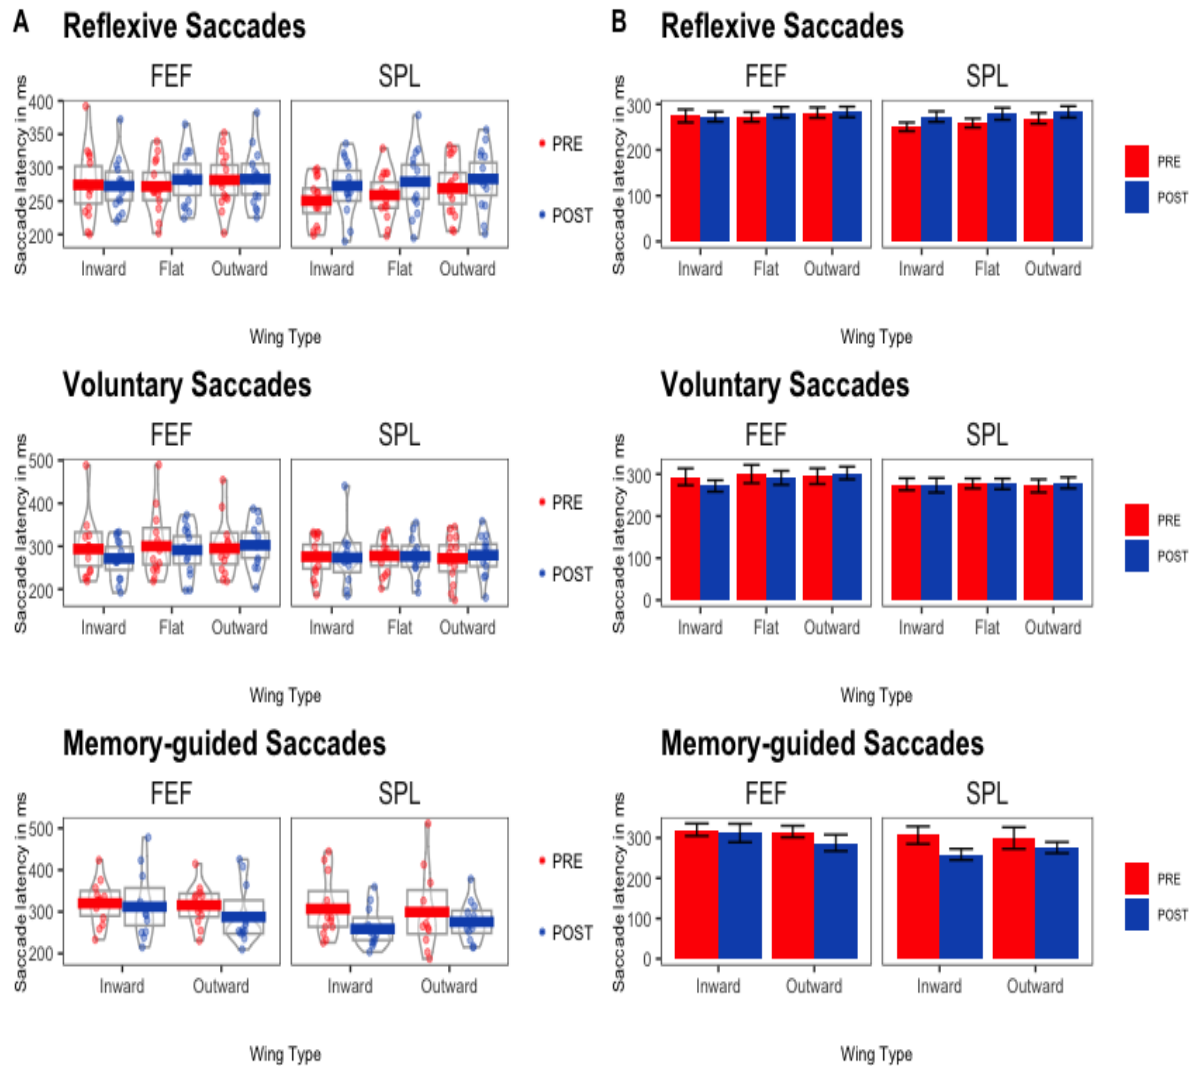 A Reflexive Saccades
FEF SPL
Saccade latency in ms
400
350
300
250
200
Inward Flat Outward Inward Flat Outward
Wing Type
PRE
POST
B Reflexive Saccades
FEF SPL
Saccade latency in ms
300
200
100
0
Inward Flat Outward Inward Flat Outward
Wing Type
PRE
POST
Voluntary Saccades
FEF SPL
Saccade latency in ms
500
400
300
200
Inward Flat Outward Inward Flat Outward
Wing Type
PRE
POST
Voluntary Saccades
FEF SPL
Saccade latency in ms
300
200
100
0
Inward Flat Outward Inward Flat Outward
Wing Type
PRE
POST
Memory-guided Saccades
FEF SPL
Saccade latency in ms
500
400
300
200
Inward Outward Inward Outward
Wing Type
PRE
POST
Memory-guided Saccades
FEF SPL
Saccade latency in ms
300
200
100
0
Inward Outward Inward Outward
Wing Type
PRE
POST